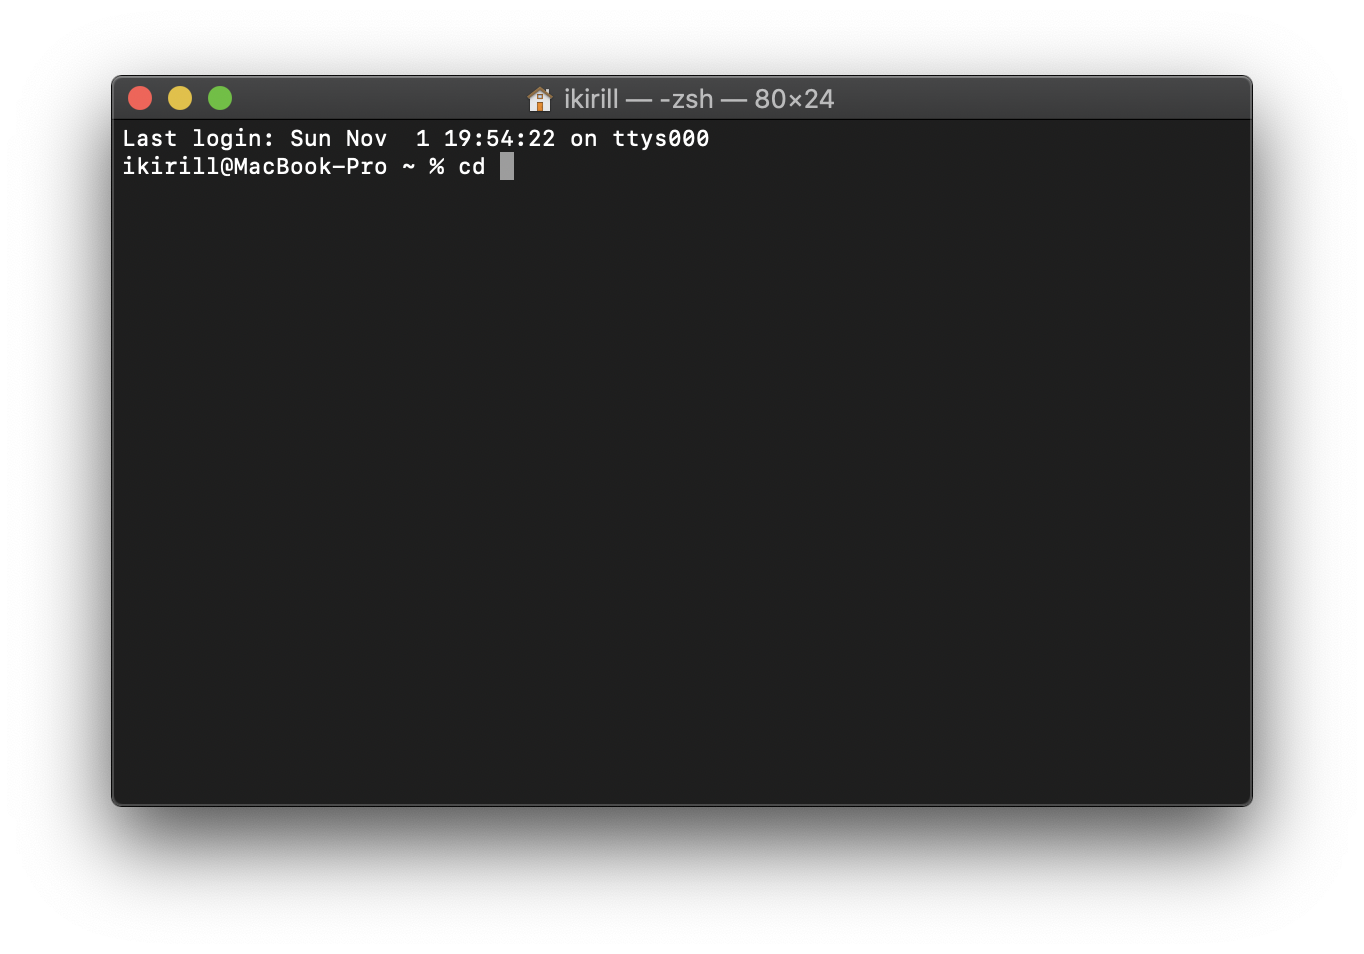 ikirill — -zsh — 80×24
Last login: Sun Nov  1 19:54:22 on ttys000
ikirill@MacBook-Pro ~ % cd